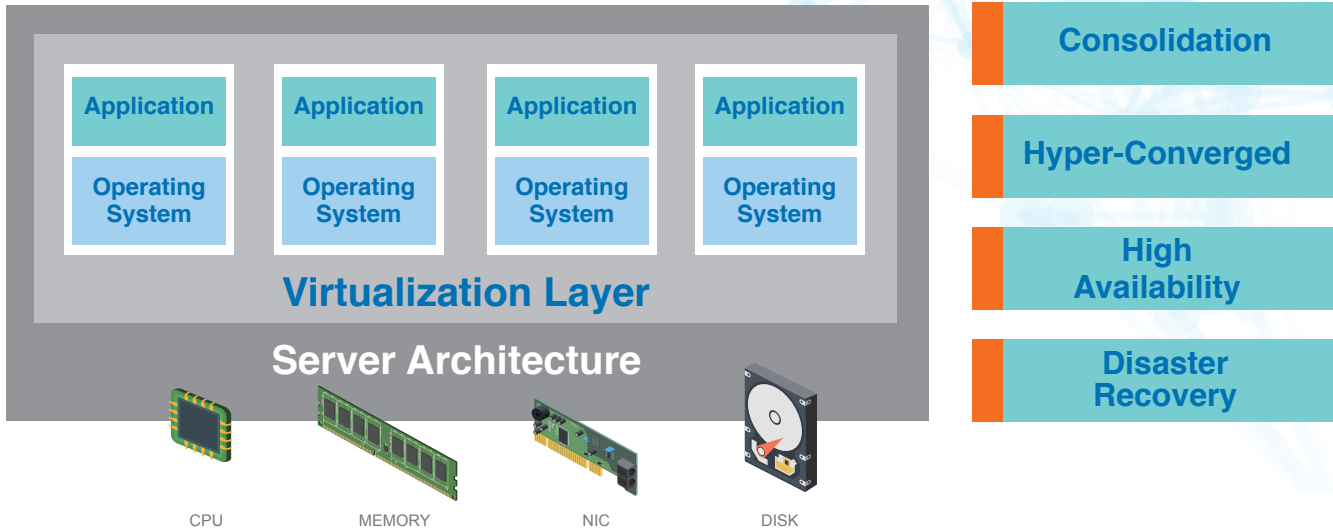 Application
Operating
System
Application
Operating
System
Application
Operating
System
Application
Operating
System
Virtualization Layer
Server Architecture
CPU
MEMORY
NIC
DISK
Consolidation
Hyper-Converged
High
Availability
Disaster
Recovery